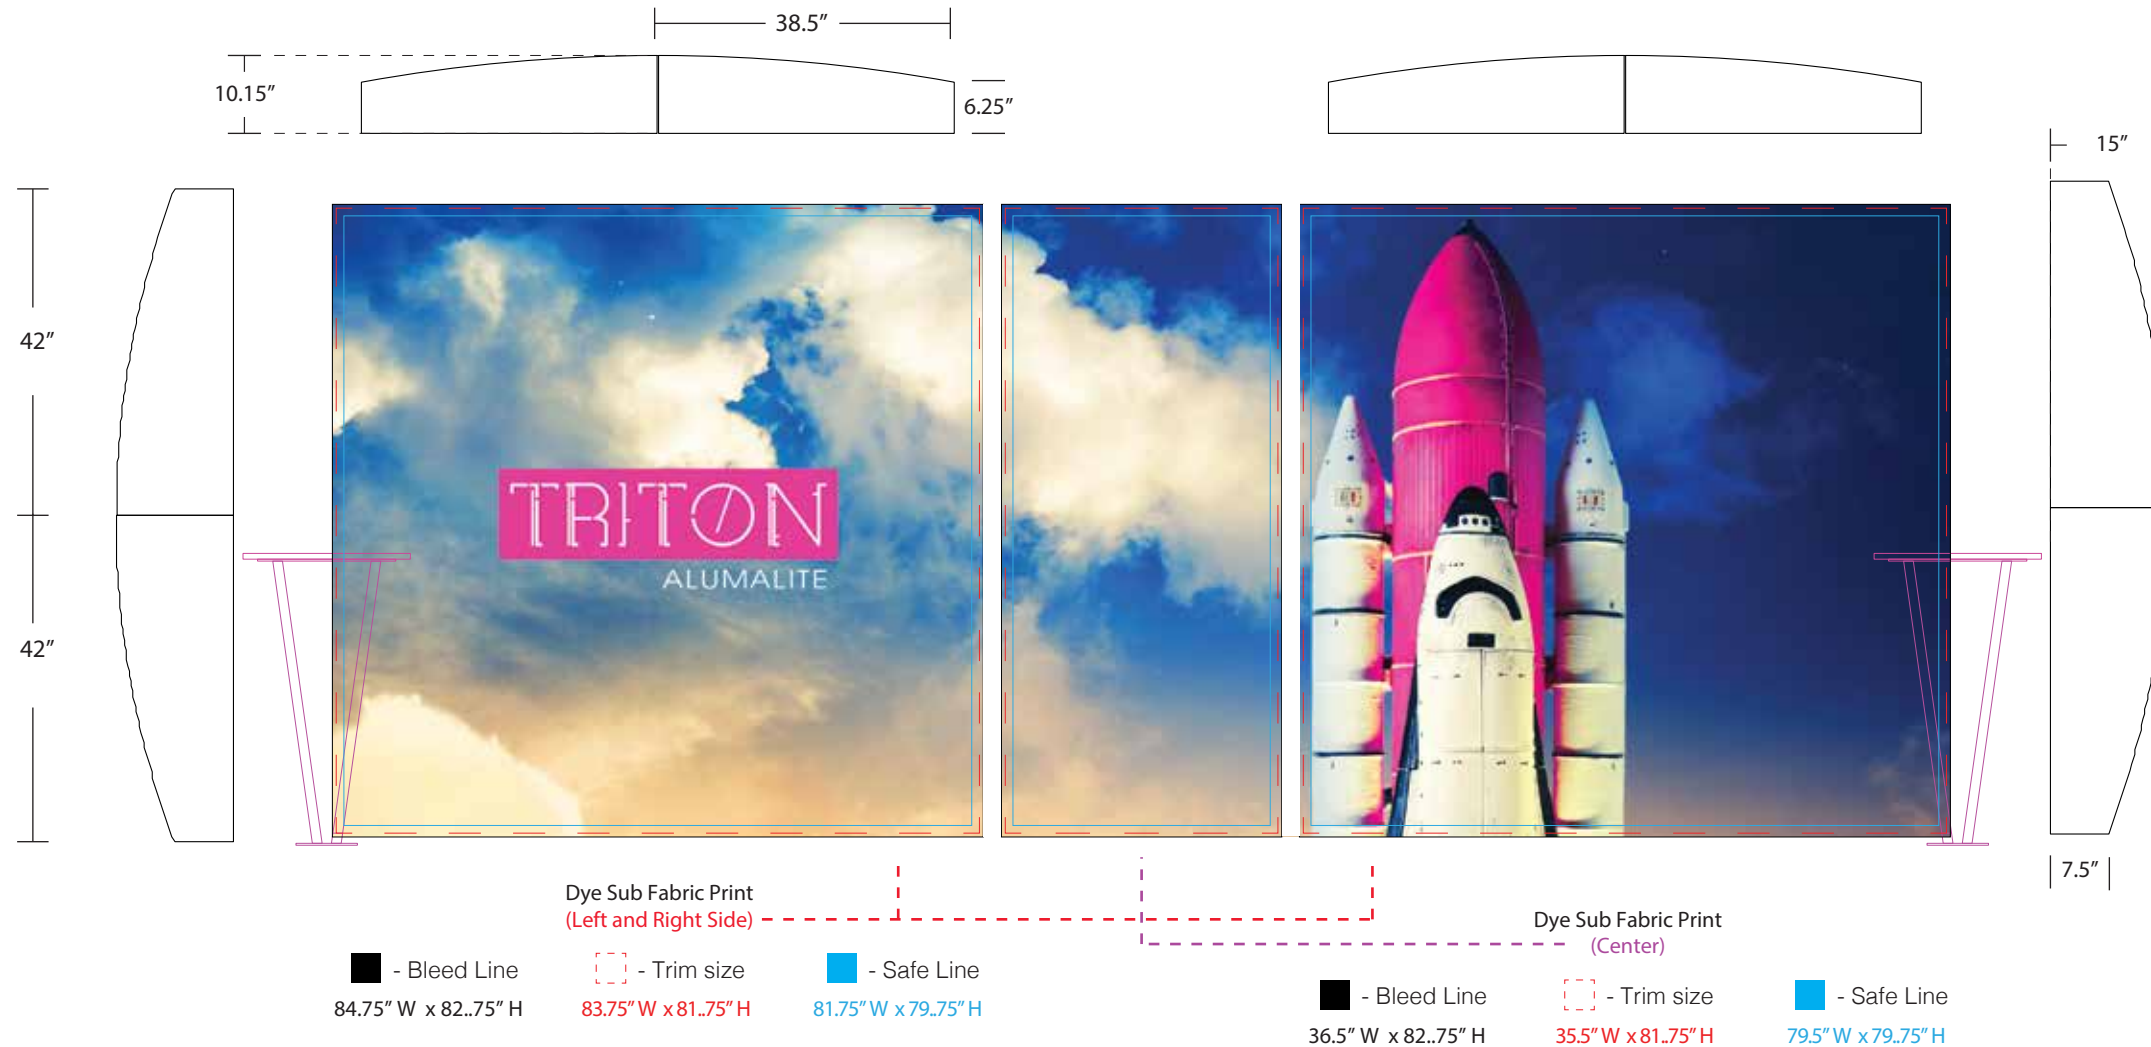 38.5”
10.15”
6.25”
15”
42”
42”
TRITON
ALUMALITE
7.5”
Dye Sub Fabric Print
(Left and Right Side)
- Bleed Line
- Trim size
- Safe Line
84.75” W x 82..75” H
83.75” W x 81..75” H
81.75” W x 79..75” H
Dye Sub Fabric Print
(Center)
- Bleed Line
- Trim size
- Safe Line
36.5” W x 82..75” H
35.5” W x 81..75” H
79.5” W x 79..75” H